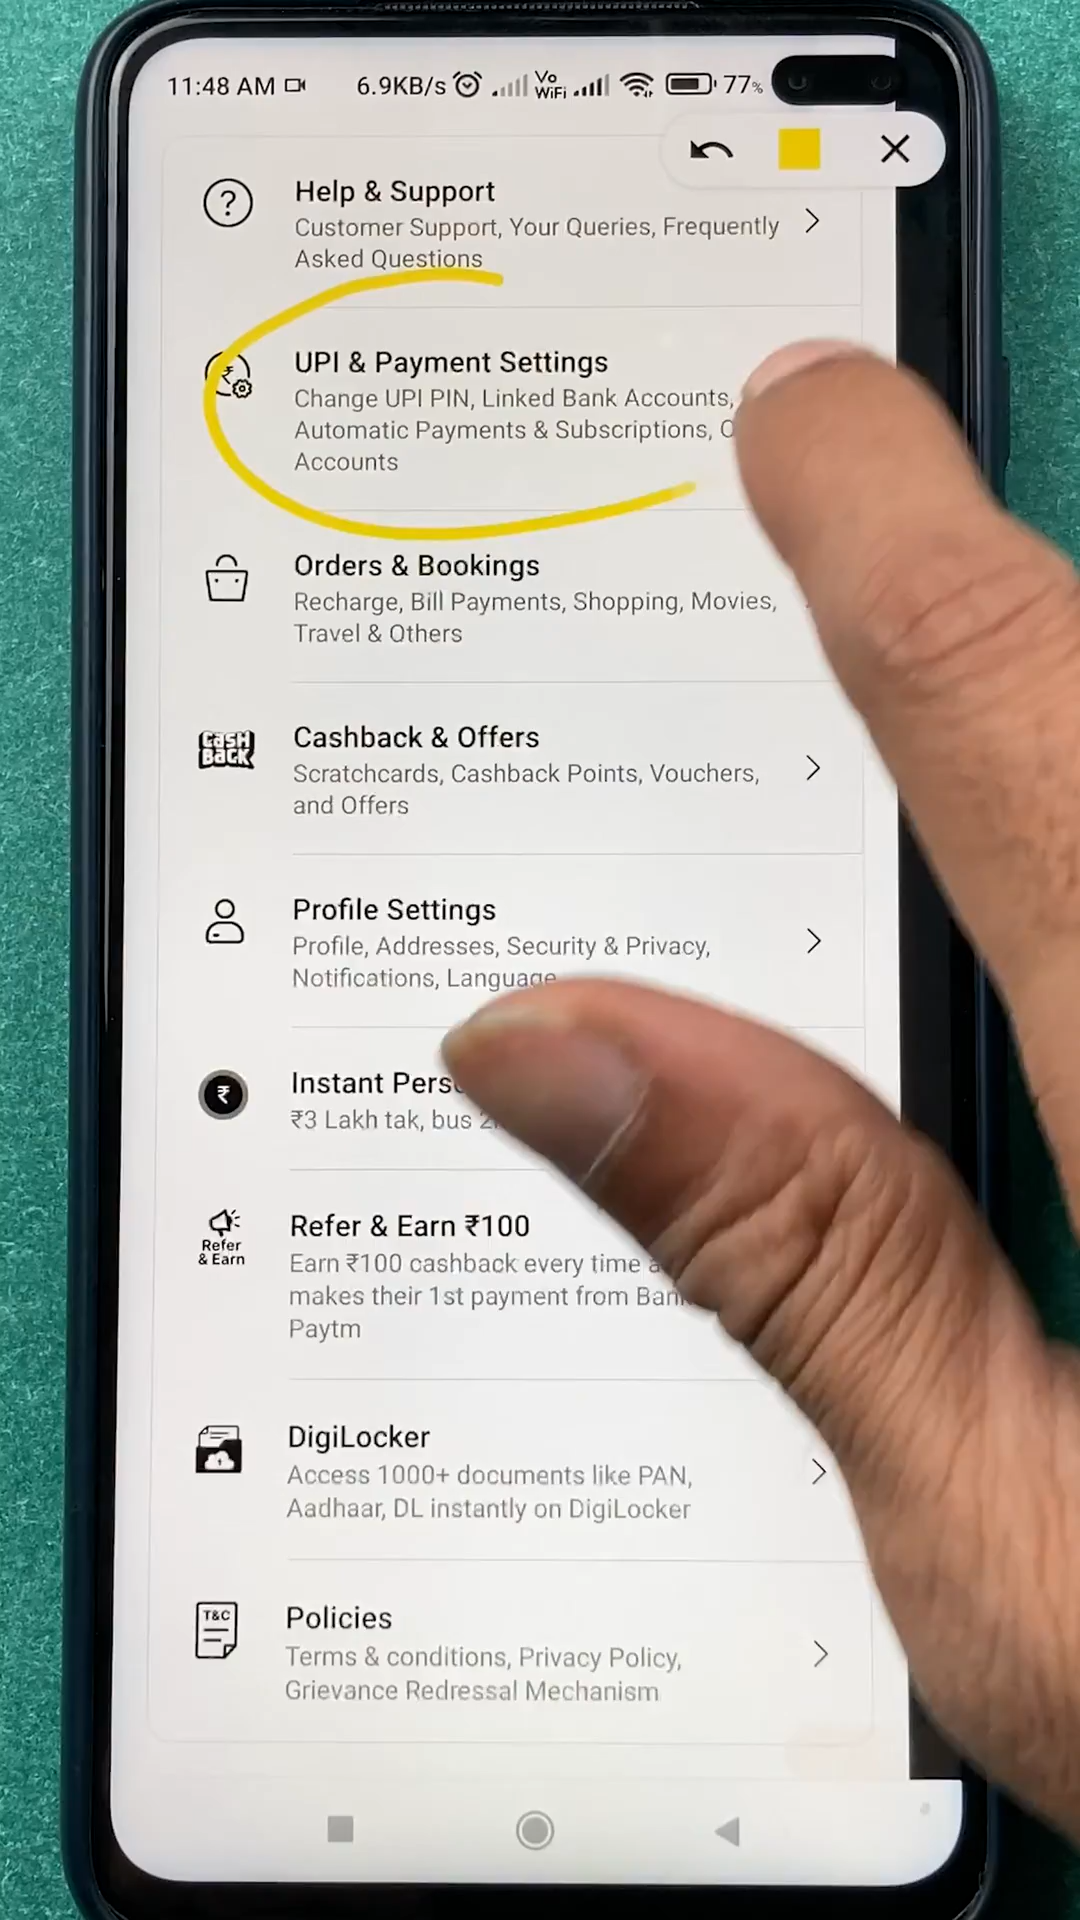 11:48 AM 6.9KB/s Vo WiFi 77%
Help & Support
Customer Support, Your Queries, Frequently
Asked Questions
UPI & Payment Settings
Change UPI PIN, Linked Bank Accounts,
Automatic Payments & Subscriptions,
Accounts
Orders & Bookings
Recharge, Bill Payments, Shopping, Movies,
Travel & Others
CASH
BACK
Cashback & Offers
Scratchcards, Cashback Points, Vouchers,
and Offers
Profile Settings
Profile, Addresses, Security & Privacy,
Notifications, Language
₹
Instant
₹3 Lakh tak, bus
Refer
& Earn
Refer & Earn ₹100
Earn ₹100 cashback every time
makes their 1st payment from Bank
Paytm
DigiLocker
Access 1000+ documents like PAN,
Aadhaar, DL instantly on DigiLocker
T&C
Policies
Terms & conditions, Privacy Policy,
Grievance Redressal Mechanism